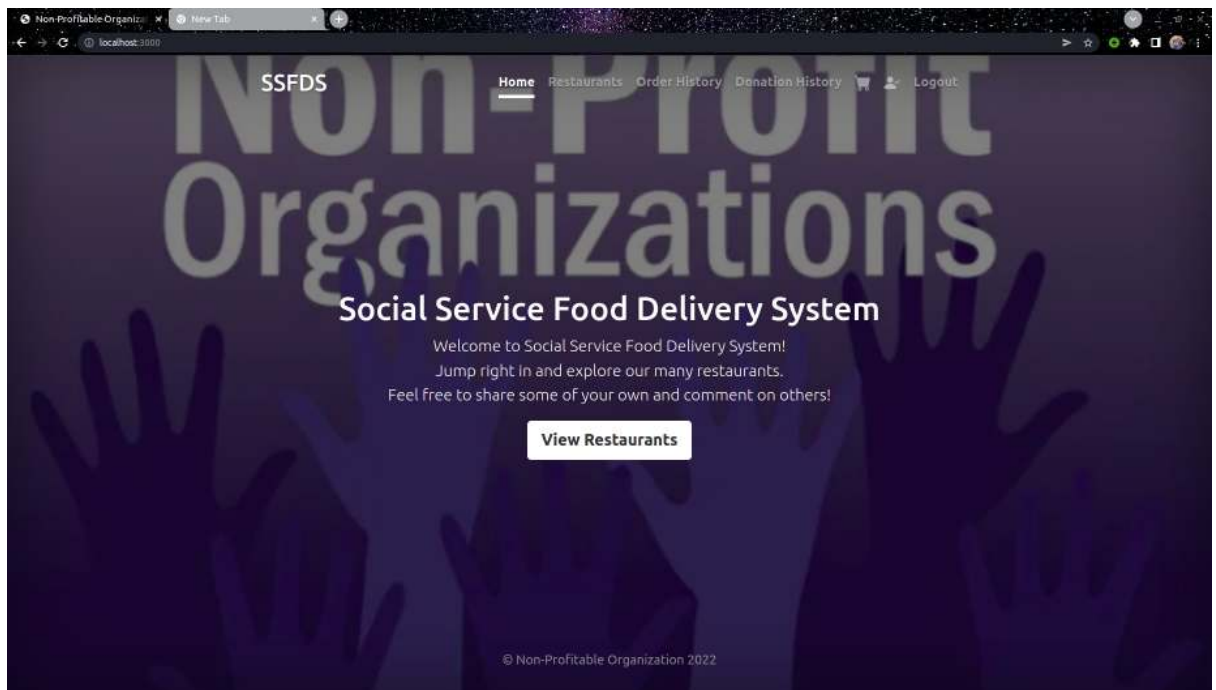 Non-Profitable Organiza
New Tab
localhost:3000
SSFDS
Home Restaurants Order History Donation History Logout
Non-Profit
Organizations
Social Service Food Delivery System
Welcome to Social Service Food Delivery System!
Jump right in and explore our many restaurants.
Feel free to share some of your own and comment on others!
View Restaurants
© Non-Profitable Organization 2022